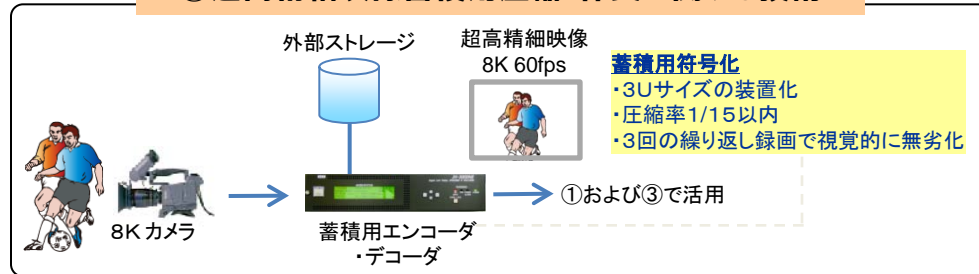 外部ストレージ
超高精細映像
8K 60fps
蓄積用符号化
・3Uサイズの装置化
・圧縮率1/15以内
・3回の繰り返し録画で視覚的に無劣化
8Kカメラ
蓄積用エンコーダ
・デコーダ
①および③で活用